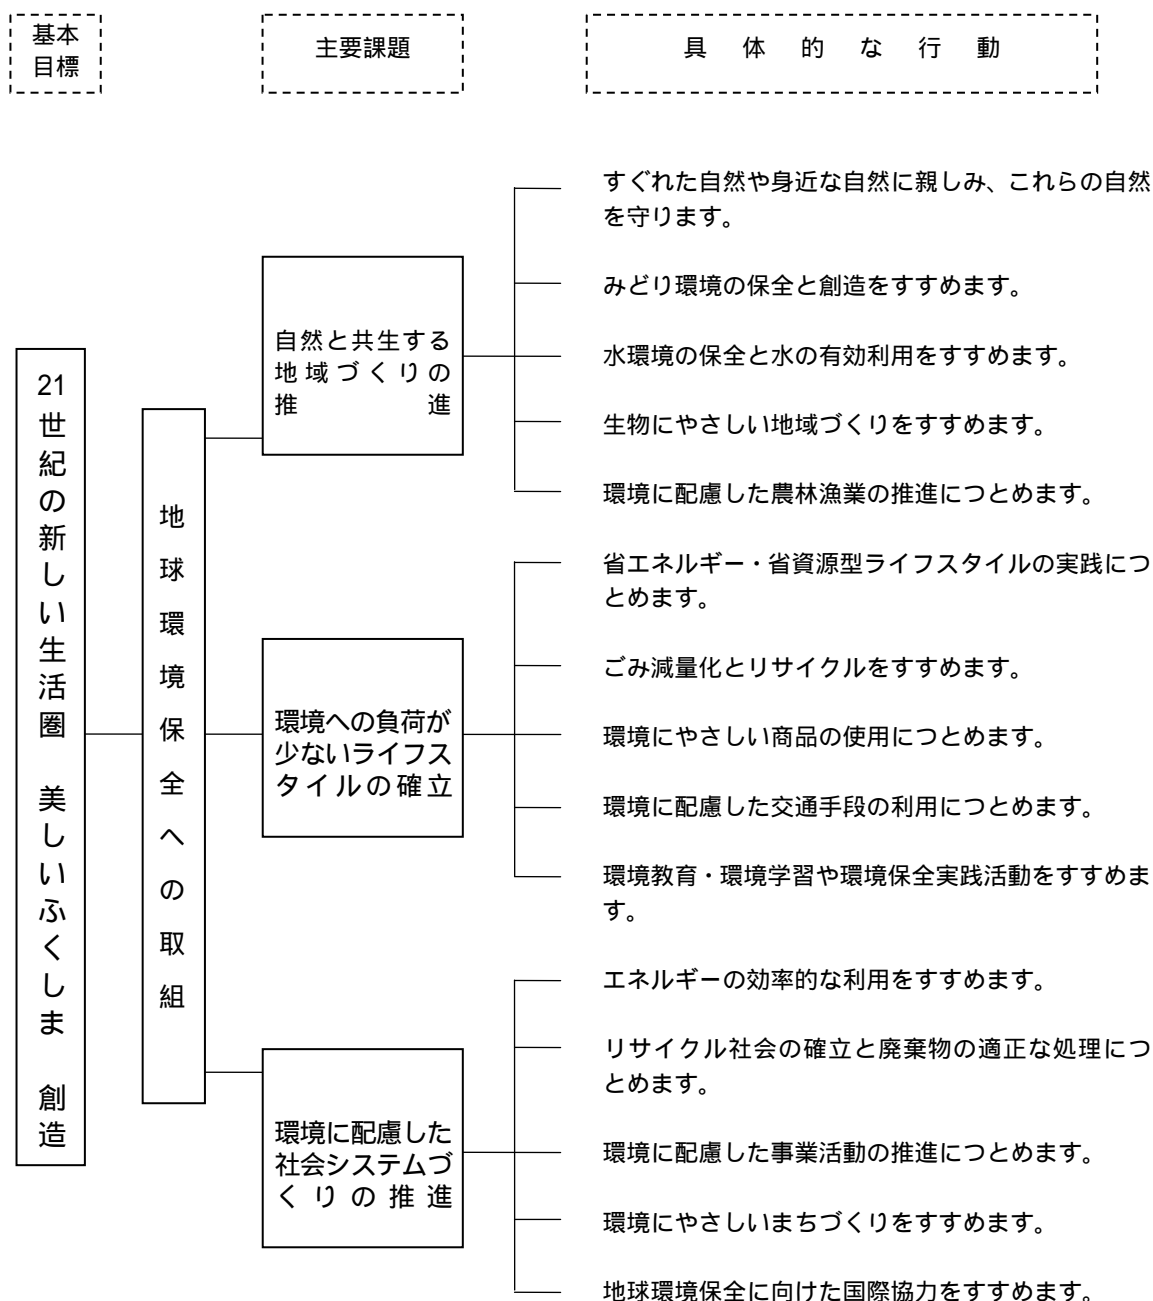 基本
目標
主要課題
具体的な行動
21世紀の新しい生活圏 美しいふくしま 創造
地球環境保全への取組
自然と共生する
地域づくりの
推進
すぐれた自然や身近な自然に親しみ、これらの自然
を守ります。
みどり環境の保全と創造をすすめます。
水環境の保全と水の有効利用をすすめます。
生物にやさしい地域づくりをすすめます。
環境に配慮した農林漁業の推進につとめます。
環境への負荷が
少ないライフス
タイルの確立
省エネルギー・省資源型ライフスタイルの実践につ
とめます。
ごみ減量化とリサイクルをすすめます。
環境にやさしい商品の使用につとめます。
環境に配慮した交通手段の利用につとめます。
環境教育・環境学習や環境保全実践活動をすすめま
す。
環境に配慮した
社会システムづ
くりの推進
エネルギーの効率的な利用をすすめます。
リサイクル社会の確立と廃棄物の適正な処理につ
とめます。
環境に配慮した事業活動の推進につとめます。
環境にやさしいまちづくりをすすめます。
地球環境保全に向けた国際協力をすすめます。